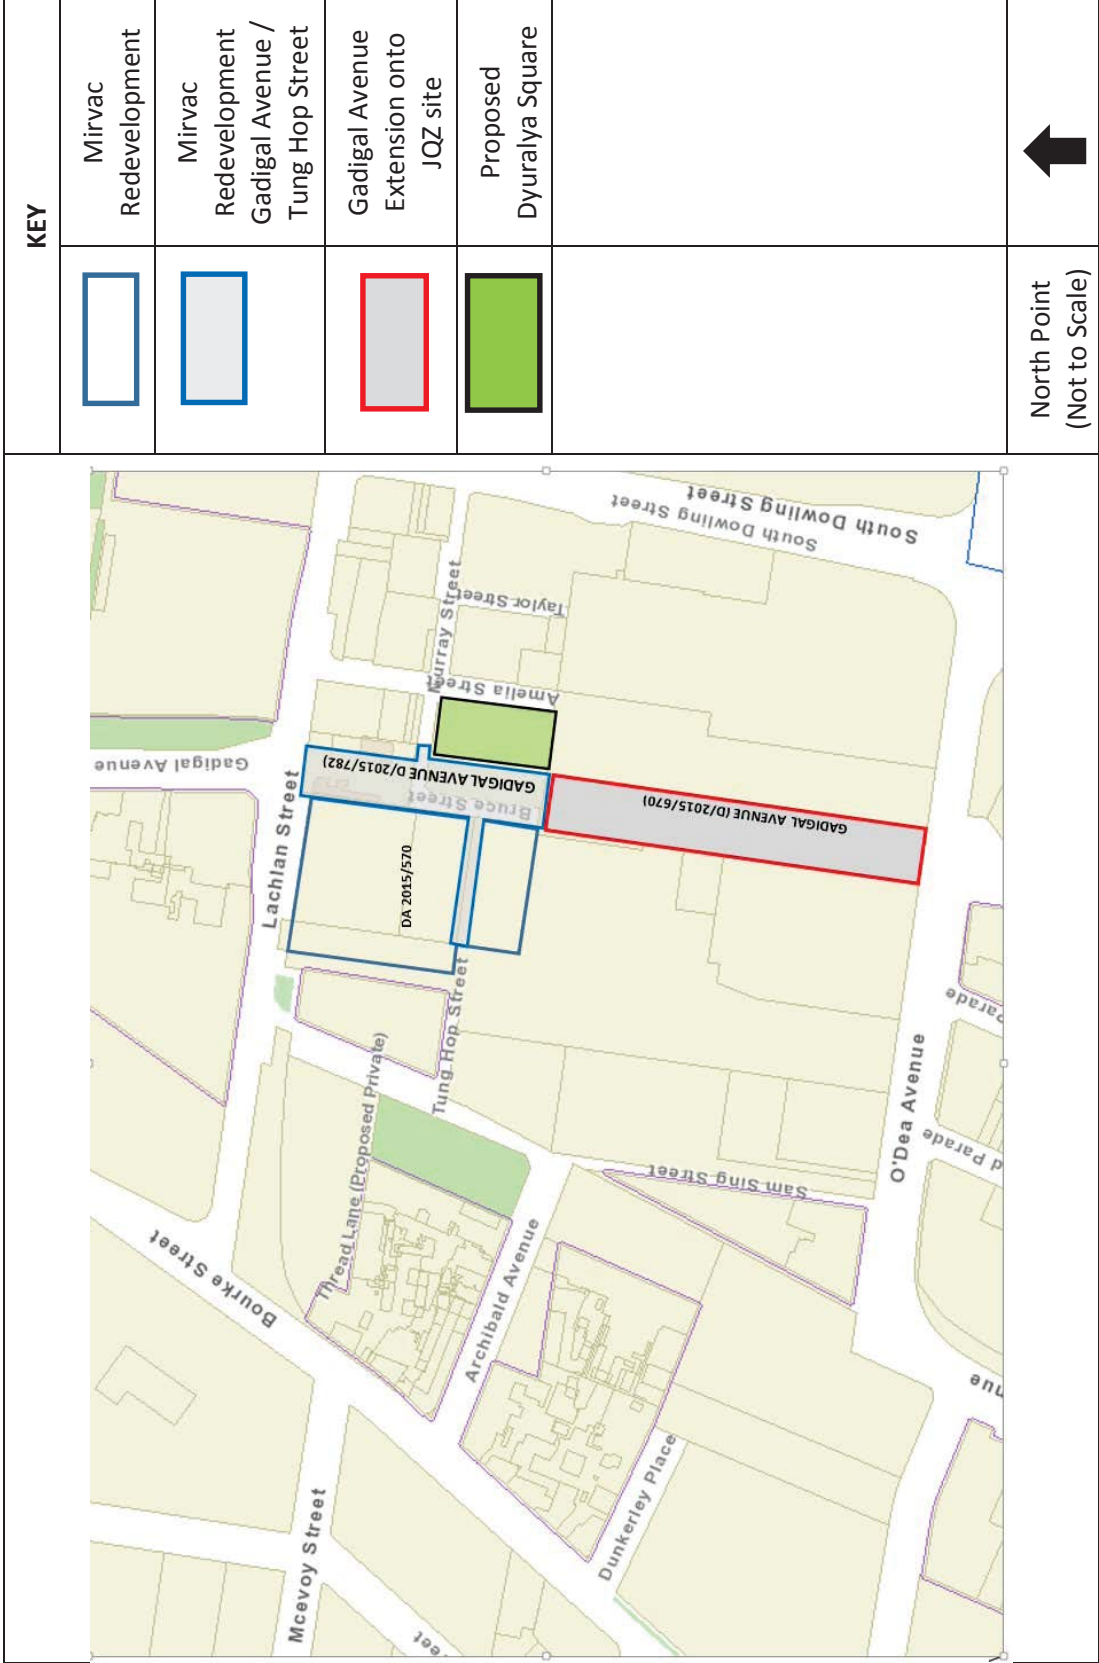 KEY
Mirvac
Redevelopment
Mirvac
Redevelopment
Gadigal Avenue /
Tung Hop Street
Gadigal Avenue
Extension onto
JQZ site
Proposed
Dyuralya Square
North Point
(Not to Scale)
South Dowling Street
South Dowling Street
Taylor Street
Murray Street
Amelia Street
Gadigal Avenue
Lachlan Street
GADIGAL AVENUE D/2015/782)
Bruce Street
GADIGAL AVENUE (D/2015/670)
DA 2015/570
Tung Hop Street
Thread Lane (Proposed Private)
Sam Sing Street
O'Dea Avenue
Parade
d Parade
Bourke Street
Archibald Avenue
Dunkerley Place
Mcevoy Street
reet
nue